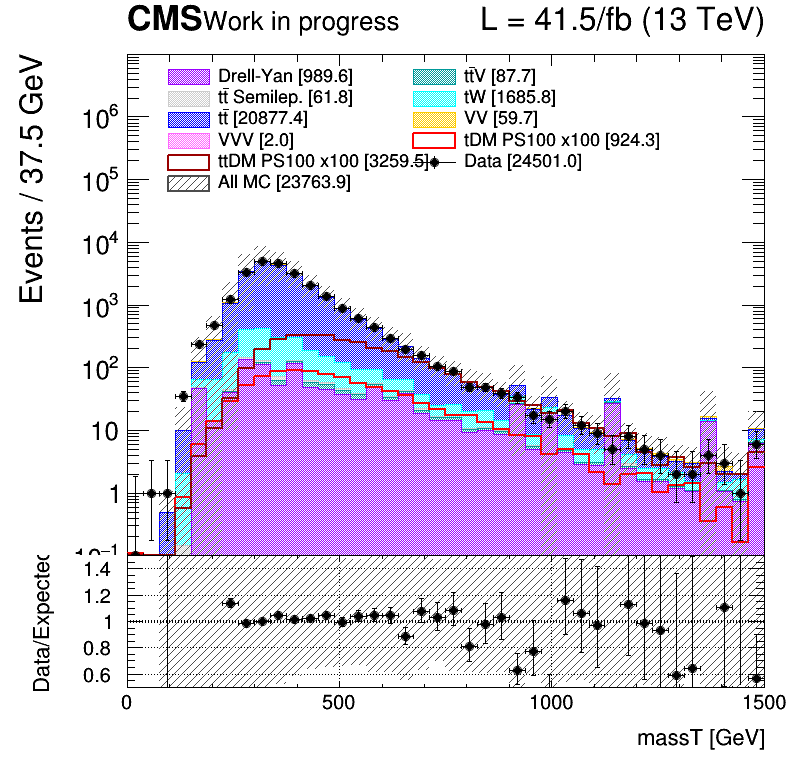 CMS Work in progress L = 41.5/fb (13 TeV)
Events / 37.5 GeV
Drell-Yan [989.6] tt̄V [87.7]
tt̄ Semilep. [61.8] tW [1685.8]
tt̄ [20877.4] VV [59.7]
VVV [2.0] tDM PS100 x100 [924.3]
ttDM PS100 x100 [3259.5] Data [24501.0]
All MC [23763.9]
10⁶
10⁵
10⁴
10³
10²
10
1
10⁻¹
Data/Expected
1.4
1.2
1
0.8
0.6
0 500 1000 1500
massT [GeV]